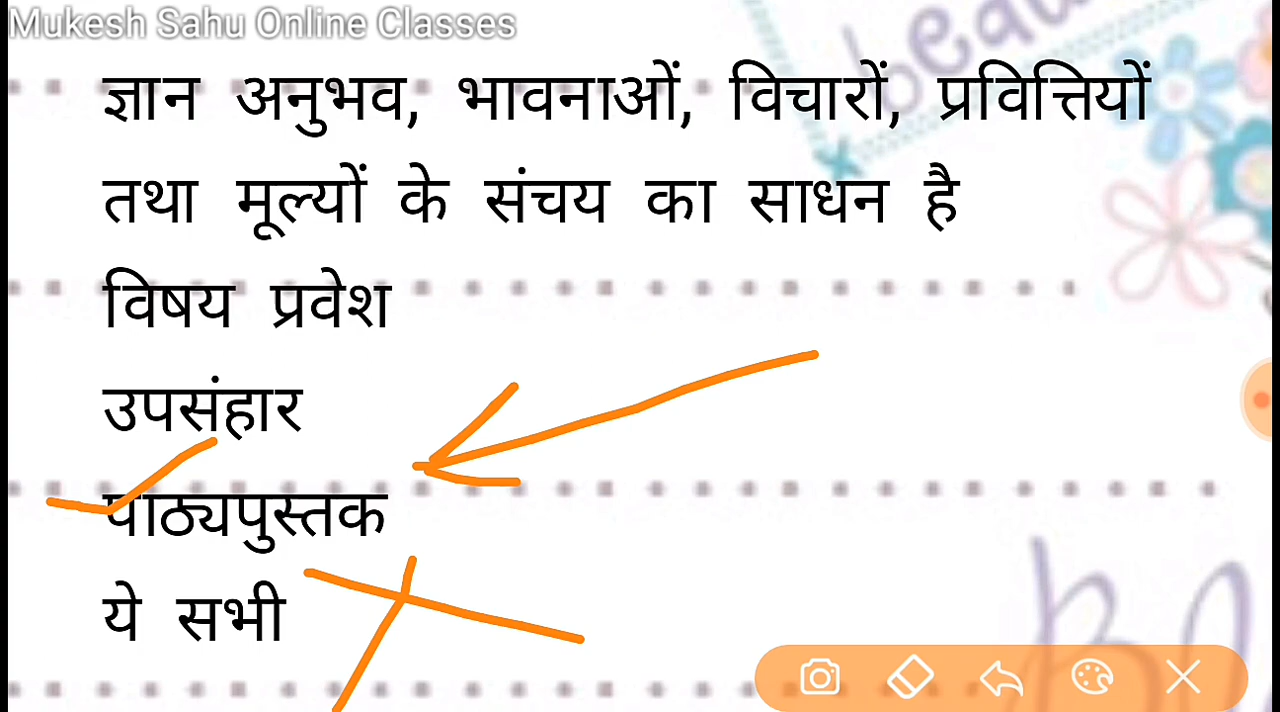 Mukesh Sahu Online Classes
ज्ञान अनुभव, भावनाओं, विचारों, प्रवित्तियों
तथा मूल्यों के संचय का साधन है
विषय प्रवेश
उपसंहार
पाठ्यपुस्तक
ये सभी